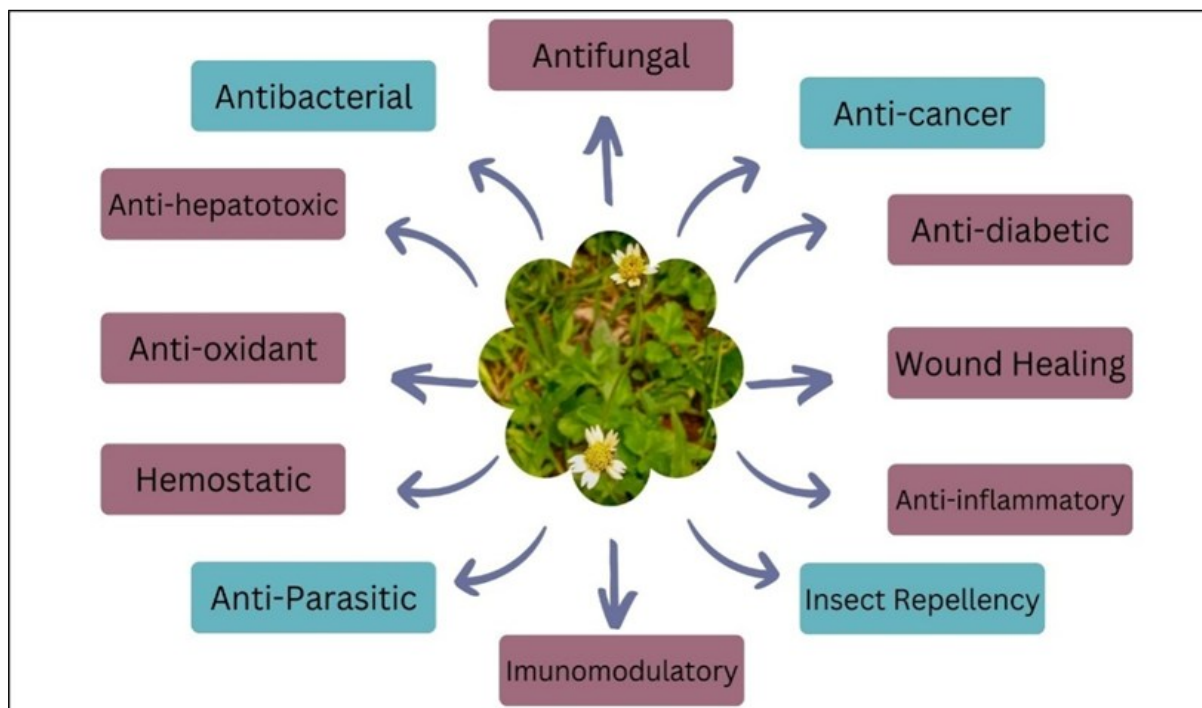 Antifungal
Antibacterial
Anti-cancer
Anti-hepatotoxic
Anti-diabetic
Anti-oxidant
Wound Healing
Hemostatic
Anti-inflammatory
Anti-Parasitic
Insect Repellency
Imunomodulatory